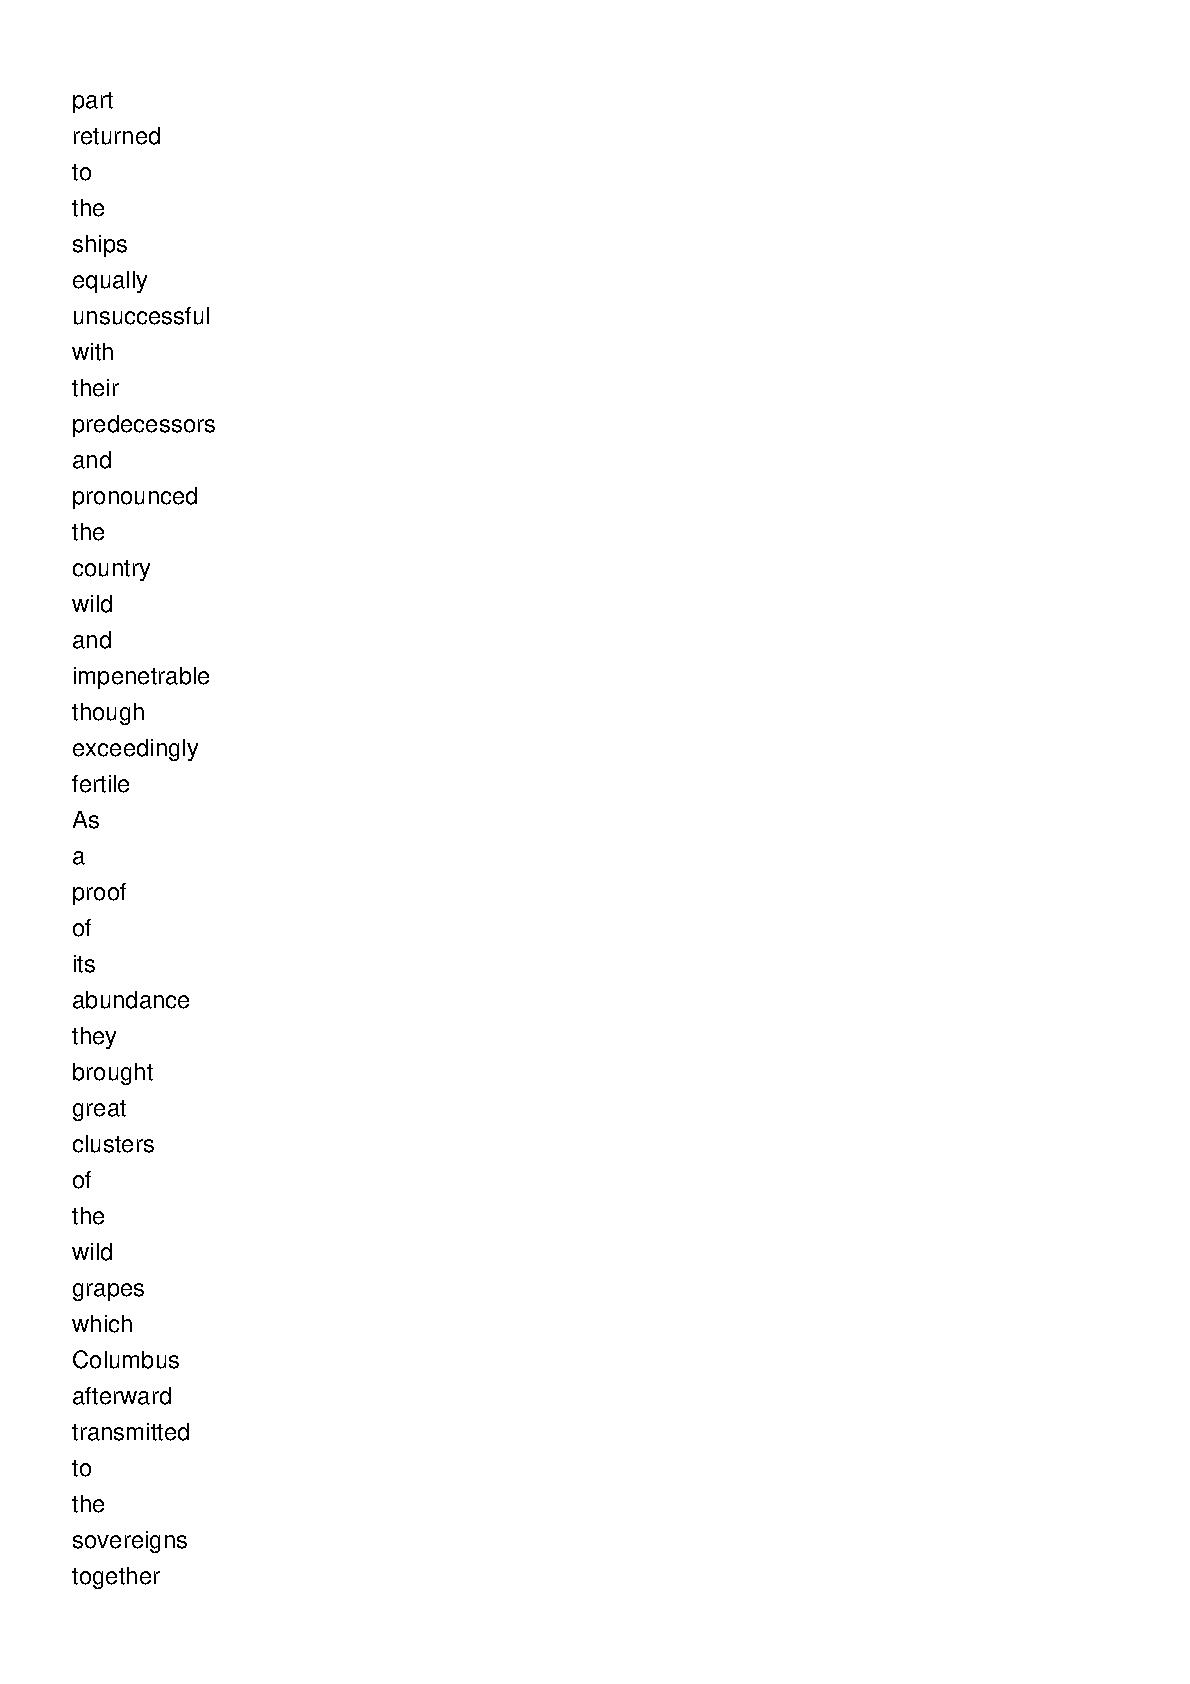 part
returned
to
the
ships
equally
unsuccessful
with
their
predecessors
and
pronounced
the
country
wild
and
impenetrable
though
exceedingly
fertile
As
a
proof
of
its
abundance
they
brought
great
clusters
of
the
wild
grapes
which
Columbus
afterward
transmitted
to
the
sovereigns
together